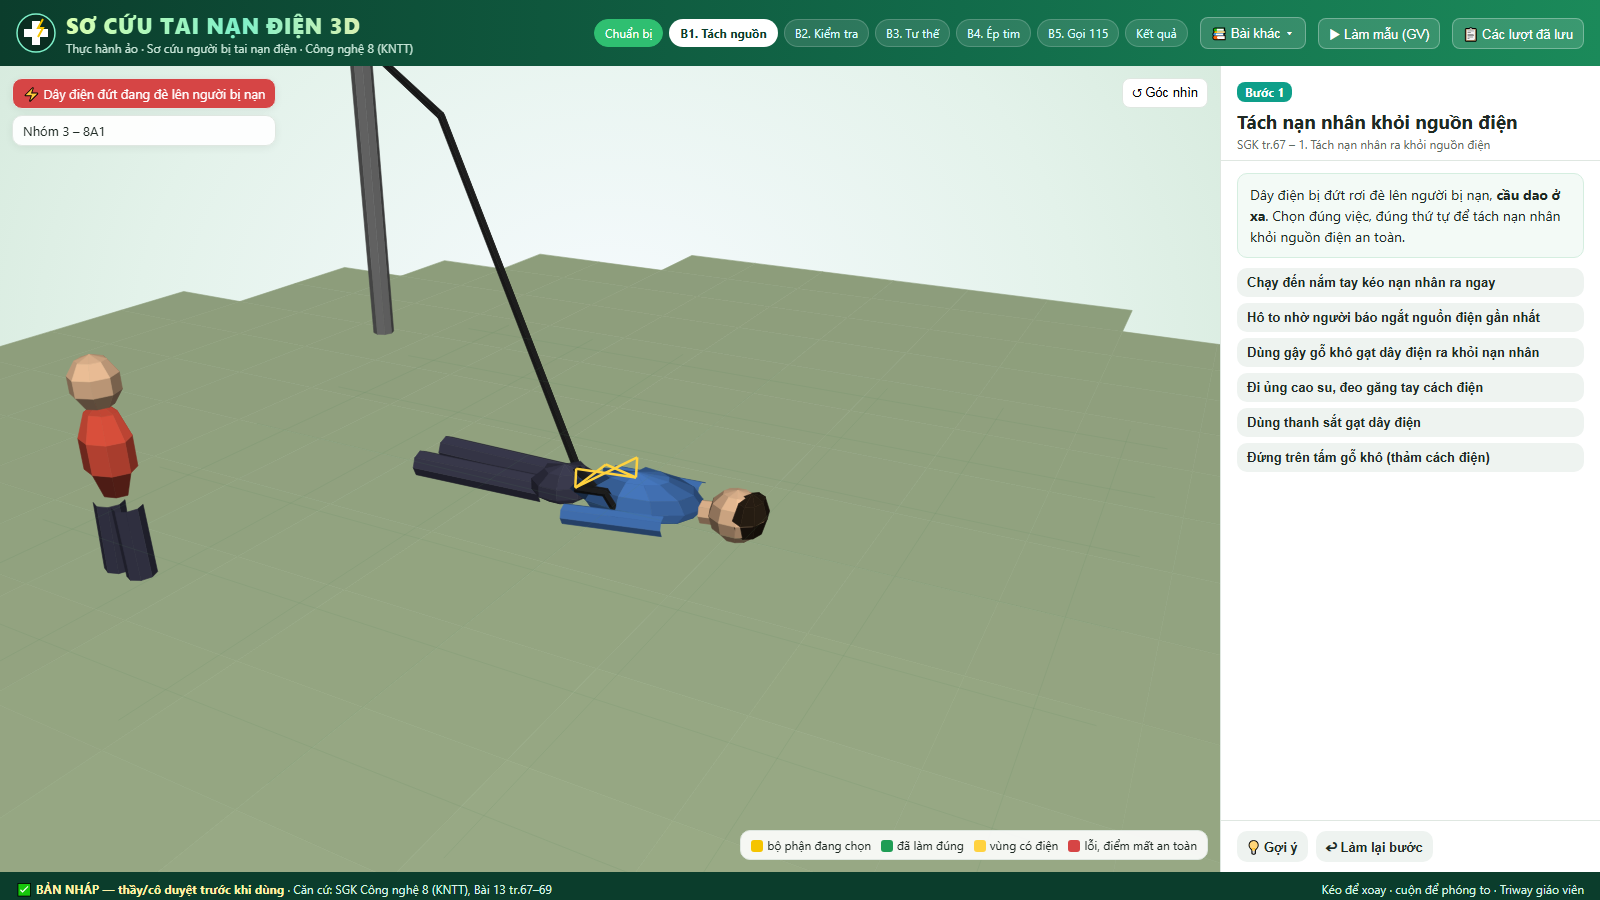 SƠ CỨU TAI NẠN ĐIỆN 3D
Thực hành ảo · Sơ cứu người bị tai nạn điện · Công nghệ 8 (KNTT)
Chuẩn bị
B1. Tách nguồn
B2. Kiểm tra
B3. Tư thế
B4. Ép tim
B5. Gọi 115
Kết quả
Bài khác
Làm mẫu (GV)
Các lượt đã lưu
Dây điện đứt đang đè lên người bị nạn
Nhóm 3 – 8A1
Góc nhìn
Bước 1
Tách nạn nhân khỏi nguồn điện
SGK tr.67 – 1. Tách nạn nhân ra khỏi nguồn điện
Dây điện bị đứt rơi đè lên người bị nạn, cầu dao ở
xa. Chọn đúng việc, đúng thứ tự để tách nạn nhân
khỏi nguồn điện an toàn.
Chạy đến nắm tay kéo nạn nhân ra ngay
Hô to nhờ người báo ngắt nguồn điện gần nhất
Dùng gậy gỗ khô gạt dây điện ra khỏi nạn nhân
Đi ủng cao su, đeo găng tay cách điện
Dùng thanh sắt gạt dây điện
Đứng trên tấm gỗ khô (thảm cách điện)
bộ phận đang chọn
đã làm đúng
vùng có điện
lỗi, điểm mất an toàn
Gợi ý
Làm lại bước
BẢN NHÁP — thầy/cô duyệt trước khi dùng · Căn cứ: SGK Công nghệ 8 (KNTT), Bài 13 tr.67–69
Kéo để xoay · cuộn để phóng to · Triway giáo viên